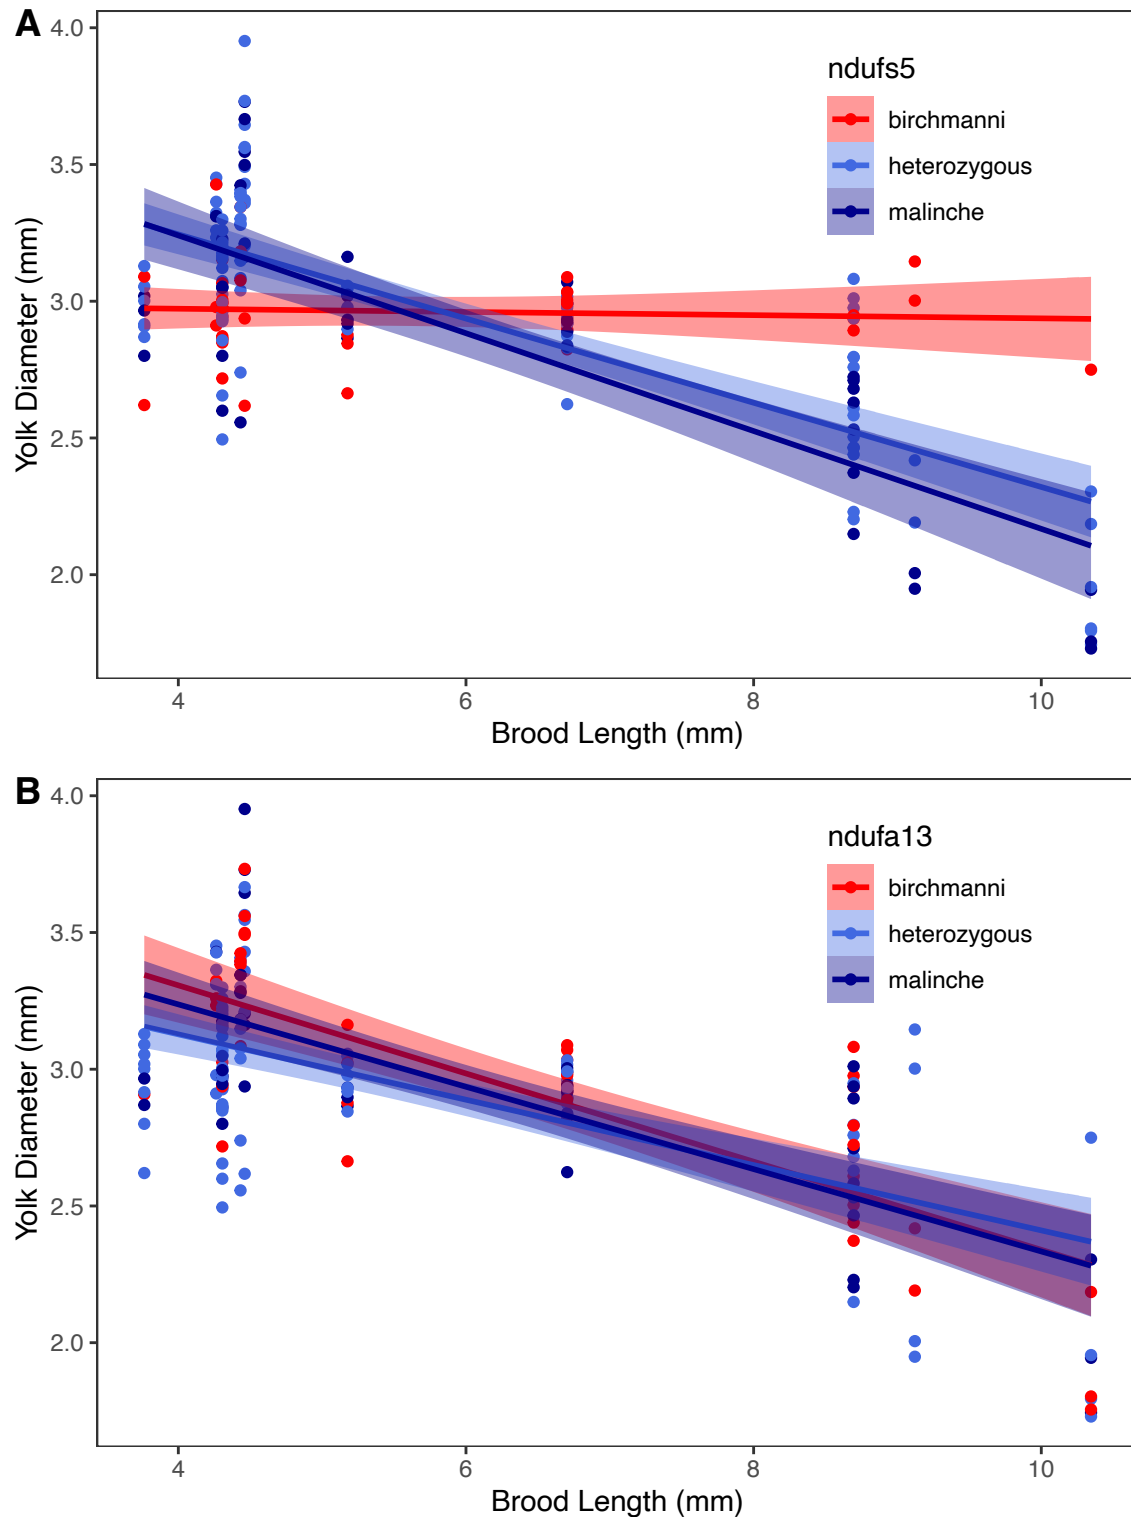 A
4.0
3.5
3.0
2.5
2.0
Yolk Diameter (mm)
ndufs5
birchmanni
heterozygous
malinche
4 6 8 10
Brood Length (mm)
B
4.0
3.5
3.0
2.5
2.0
Yolk Diameter (mm)
ndufa13
birchmanni
heterozygous
malinche
4 6 8 10
Brood Length (mm)